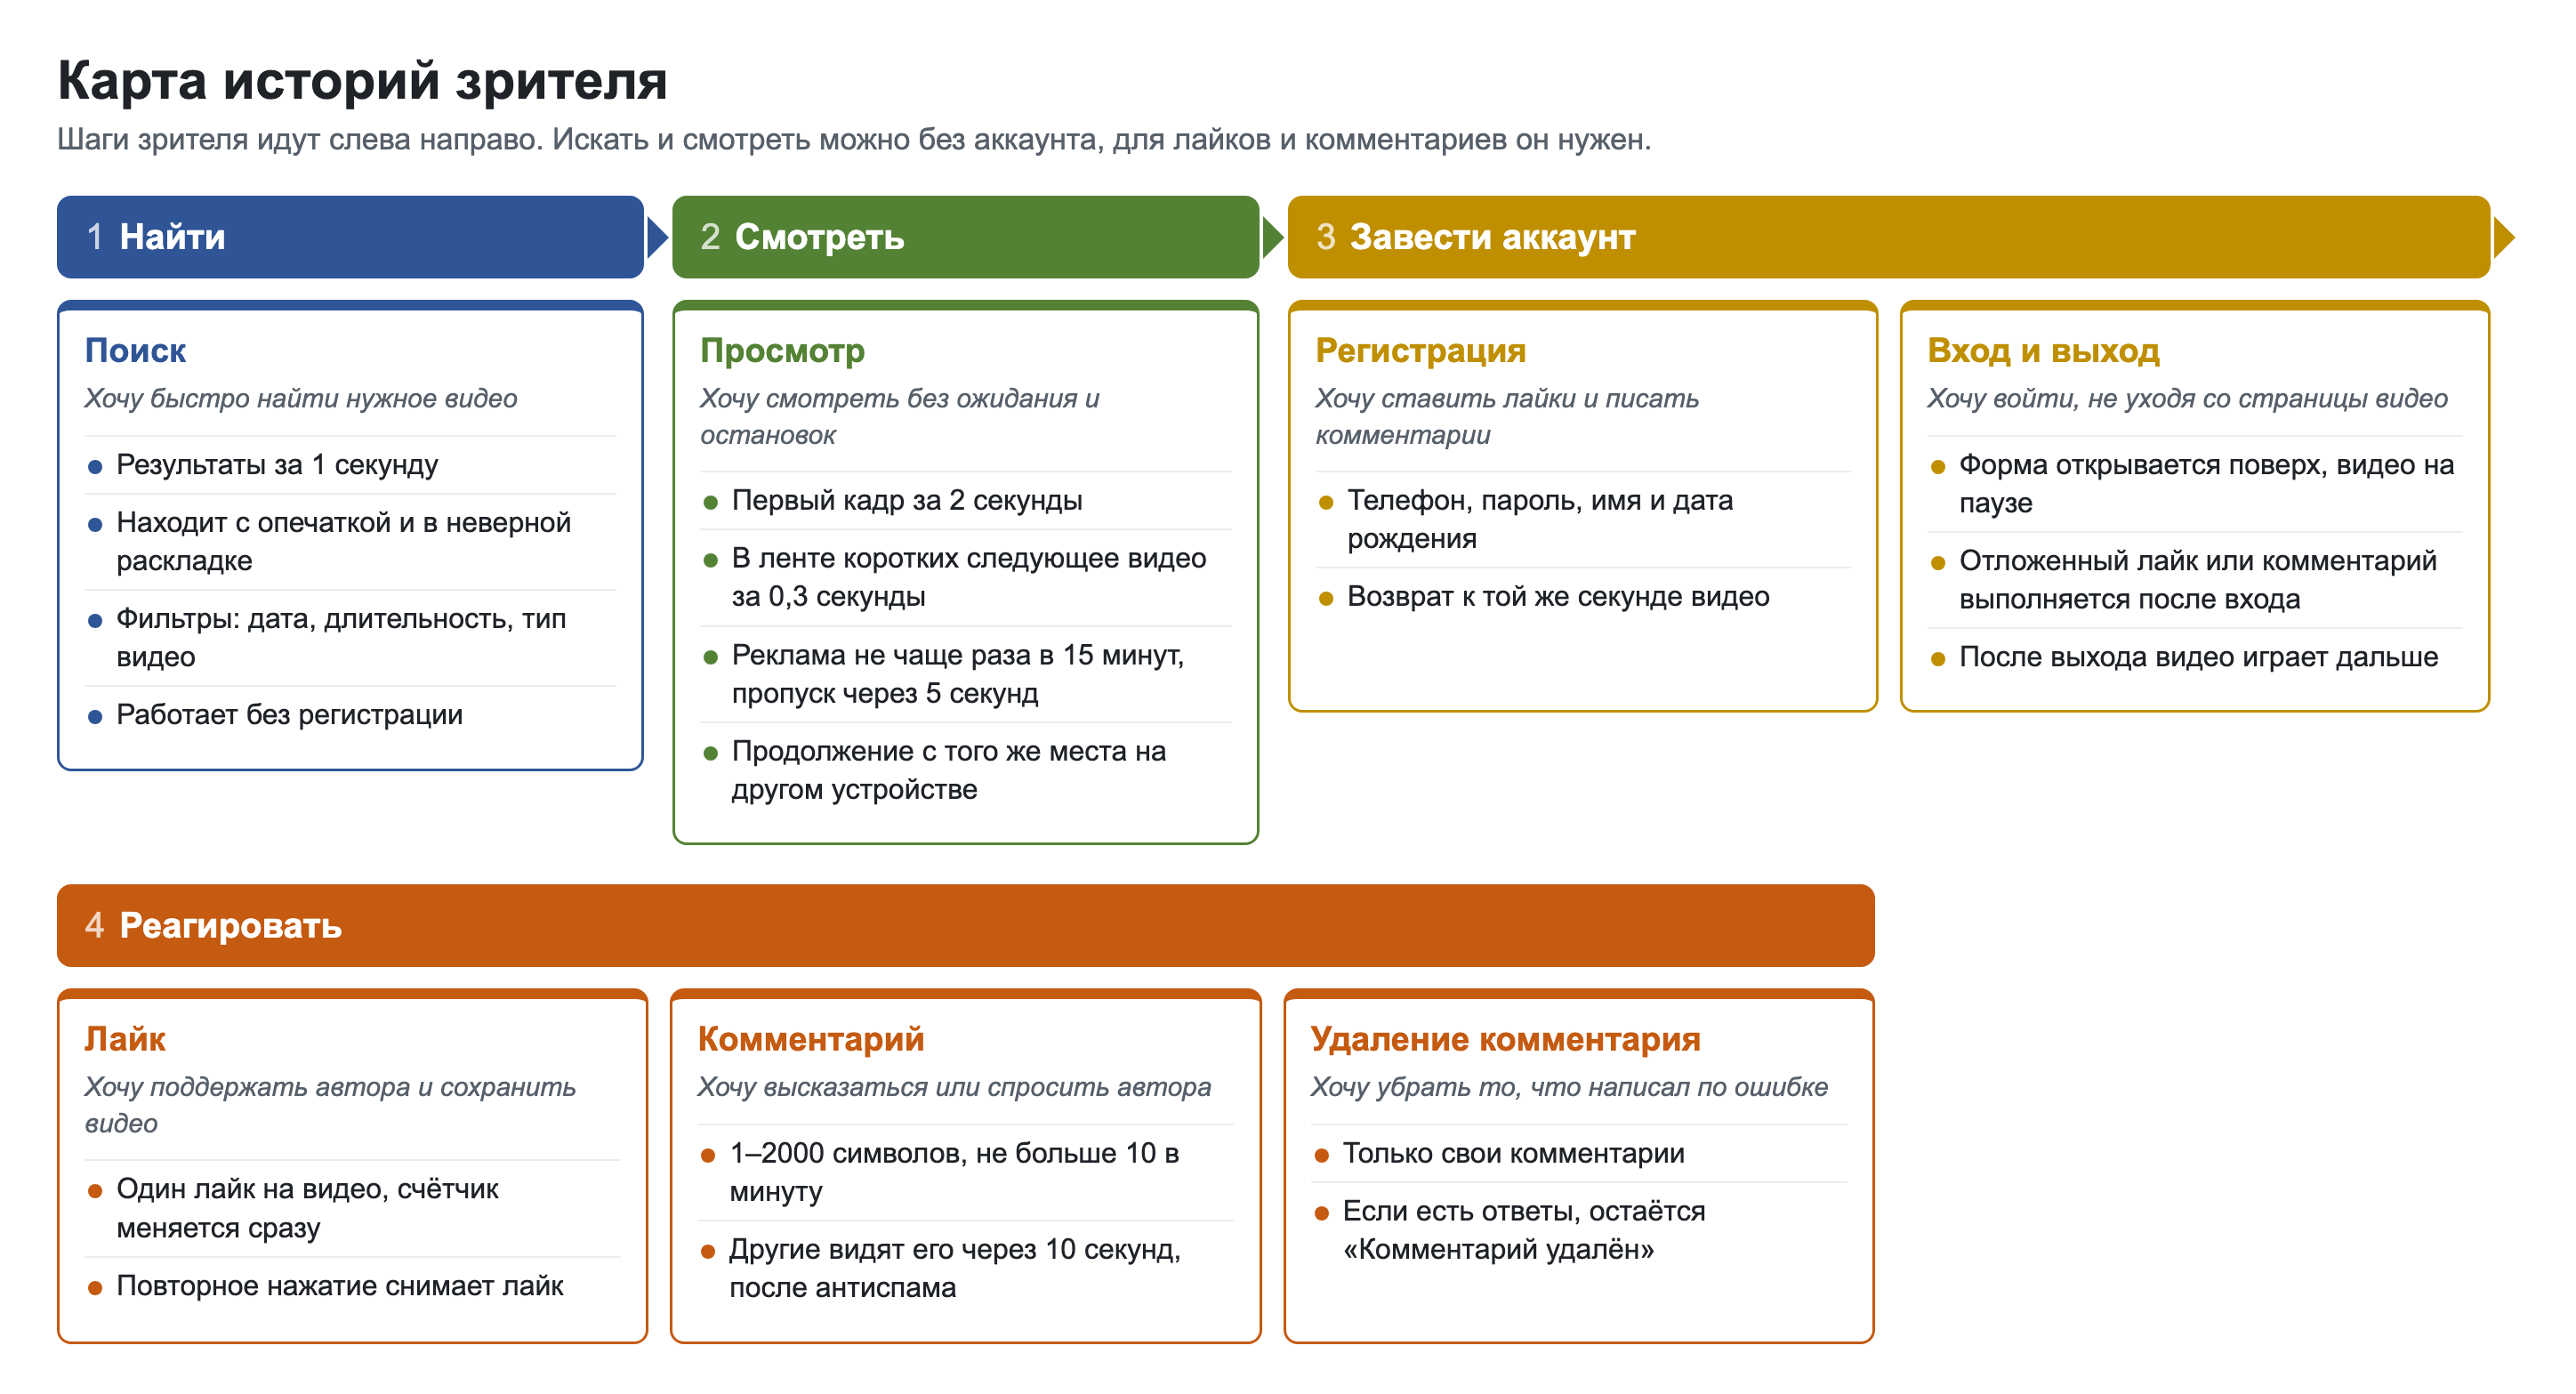 Карта историй зрителя
Шаги зрителя идут слева направо. Искать и смотреть можно без аккаунта, для лайков и комментариев он нужен.
1 Найти
2 Смотреть
3 Завести аккаунт
Поиск
Хочу быстро найти нужное видео
Результаты за 1 секунду
Находит с опечаткой и в неверной
раскладке
Фильтры: дата, длительность, тип
видео
Работает без регистрации
Просмотр
Хочу смотреть без ожидания и
остановок
Первый кадр за 2 секунды
В ленте коротких следующее видео
за 0,3 секунды
Реклама не чаще раза в 15 минут,
пропуск через 5 секунд
Продолжение с того же места на
другом устройстве
Регистрация
Хочу ставить лайки и писать
комментарии
Телефон, пароль, имя и дата
рождения
Возврат к той же секунде видео
Вход и выход
Хочу войти, не уходя со страницы видео
Форма открывается поверх, видео на
паузе
Отложенный лайк или комментарий
выполняется после входа
После выхода видео играет дальше
4 Реагировать
Лайк
Хочу поддержать автора и сохранить
видео
Один лайк на видео, счётчик
меняется сразу
Повторное нажатие снимает лайк
Комментарий
Хочу высказаться или спросить автора
1–2000 символов, не больше 10 в
минуту
Другие видят его через 10 секунд,
после антиспама
Удаление комментария
Хочу убрать то, что написал по ошибке
Только свои комментарии
Если есть ответы, остаётся
«Комментарий удалён»